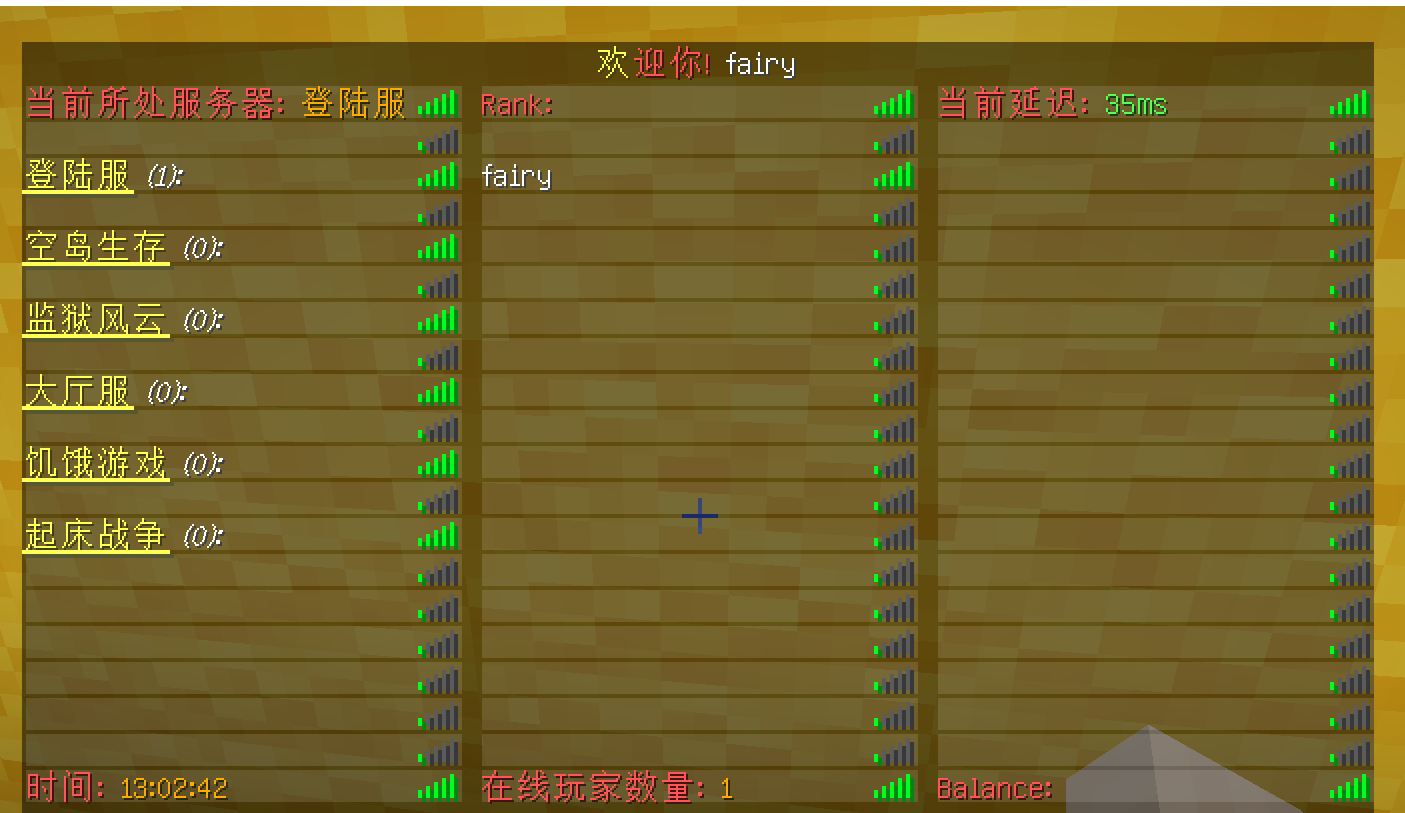 欢迎你! fairy
当前所处服务器: 登陆服 Rank: 当前延迟: 35ms
登陆服 (1): fairy
空岛生存 (0):
监狱风云 (0):
大厅服 (0):
饥饿游戏 (0):
起床战争 (0):
时间: 13:02:42 在线玩家数量: 1 Balance: